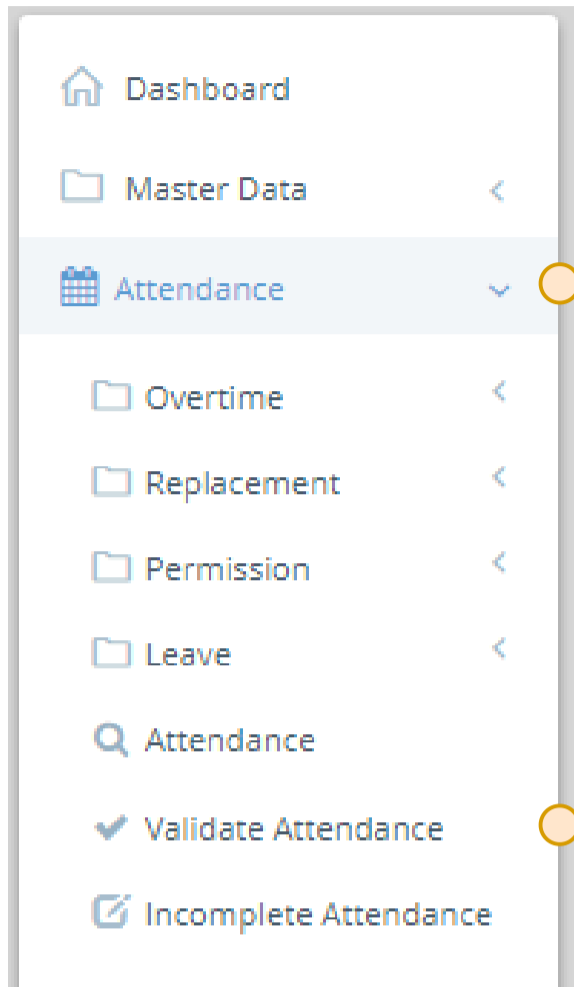 Dashboard
Master Data
Attendance
Overtime
Replacement
Permission
Leave
Attendance
Validate Attendance
Incomplete Attendance